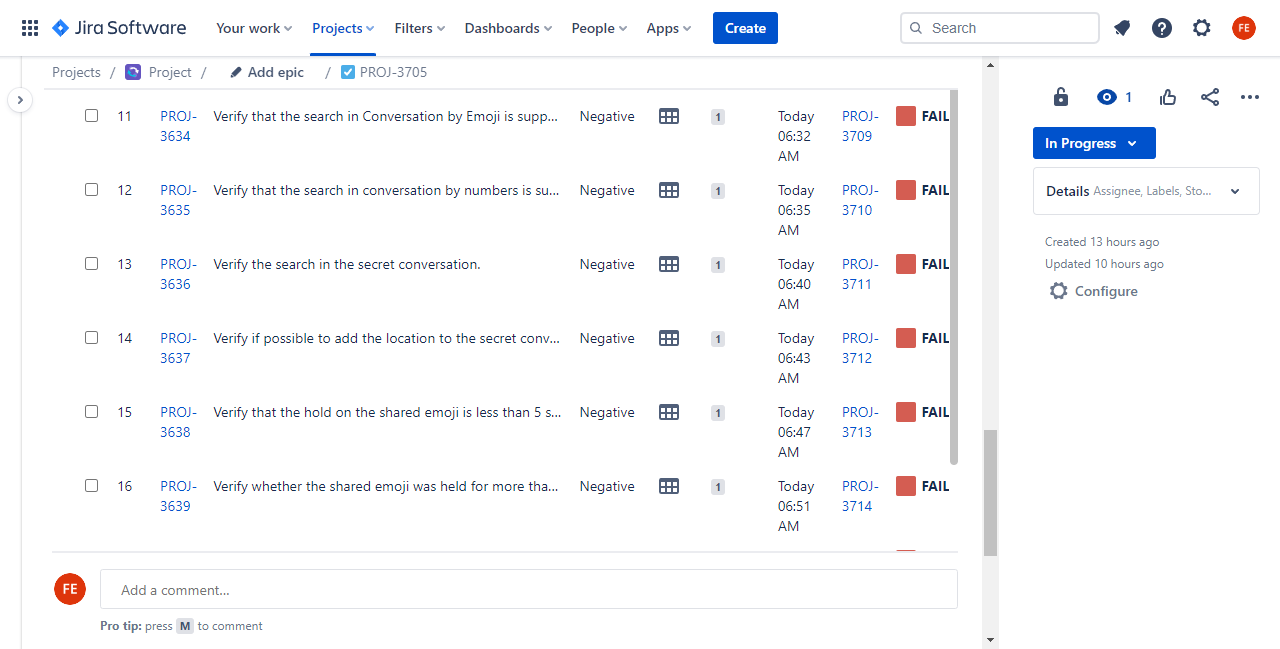 Jira Software Your work Projects Filters Dashboards People Apps Create Search FE
Projects / Project / Add epic / PROJ-3705
1
In Progress
Details Assignee, Labels, Sto...
Created 13 hours ago
Updated 10 hours ago
Configure
11 PROJ- Verify that the search in Conversation by Emoji is supp... Negative 1 Today PROJ- FAIL
3634 06:32 3709
AM
12 PROJ- Verify that the search in conversation by numbers is su... Negative 1 Today PROJ- FAIL
3635 06:35 3710
AM
13 PROJ- Verify the search in the secret conversation. Negative 1 Today PROJ- FAIL
3636 06:40 3711
AM
14 PROJ- Verify if possible to add the location to the secret conv... Negative 1 Today PROJ- FAIL
3637 06:43 3712
AM
15 PROJ- Verify that the hold on the shared emoji is less than 5 s... Negative 1 Today PROJ- FAIL
3638 06:47 3713
AM
16 PROJ- Verify whether the shared emoji was held for more tha... Negative 1 Today PROJ- FAIL
3639 06:51 3714
AM
FE Add a comment...
Pro tip: press M to comment